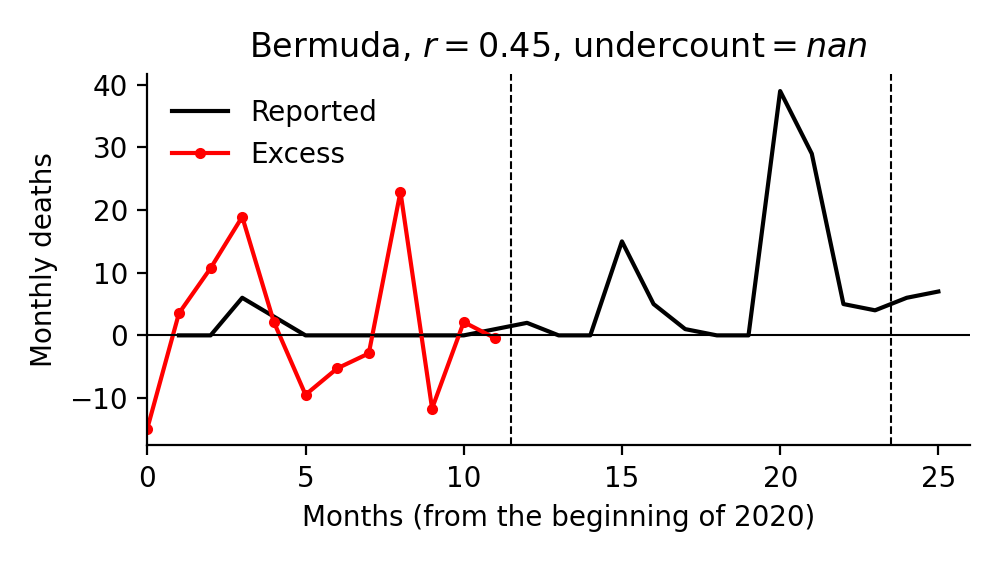 Bermuda, r = 0.45, undercount = nan
40
Reported
Excess
30
20
10
0
−10
Monthly deaths
0 5 10 15 20 25
Months (from the beginning of 2020)